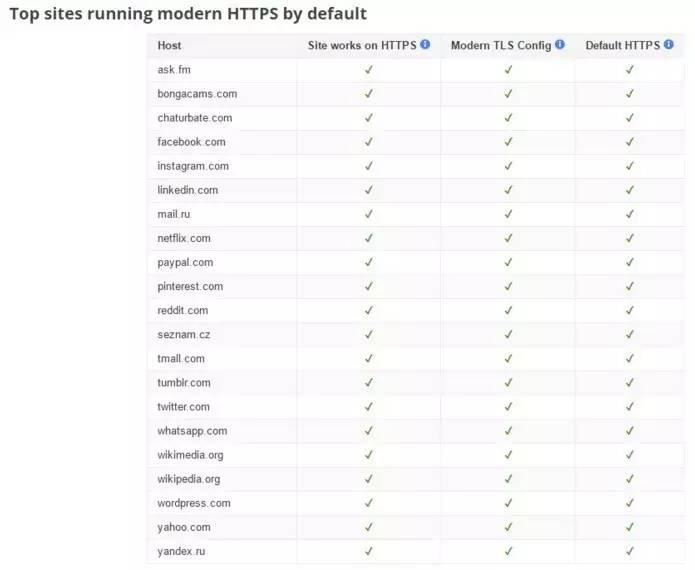 Top sites running modern HTTPS by default
Host Site works on HTTPS Modern TLS Config Default HTTPS
ask.fm ✓ ✓ ✓
bongacams.com ✓ ✓ ✓
chaturbate.com ✓ ✓ ✓
facebook.com ✓ ✓ ✓
instagram.com ✓ ✓ ✓
linkedin.com ✓ ✓ ✓
mail.ru ✓ ✓ ✓
netflix.com ✓ ✓ ✓
paypal.com ✓ ✓ ✓
pinterest.com ✓ ✓ ✓
reddit.com ✓ ✓ ✓
seznam.cz ✓ ✓ ✓
tmall.com ✓ ✓ ✓
tumblr.com ✓ ✓ ✓
twitter.com ✓ ✓ ✓
whatsapp.com ✓ ✓ ✓
wikimedia.org ✓ ✓ ✓
wikipedia.org ✓ ✓ ✓
wordpress.com ✓ ✓ ✓
yahoo.com ✓ ✓ ✓
yandex.ru ✓ ✓ ✓